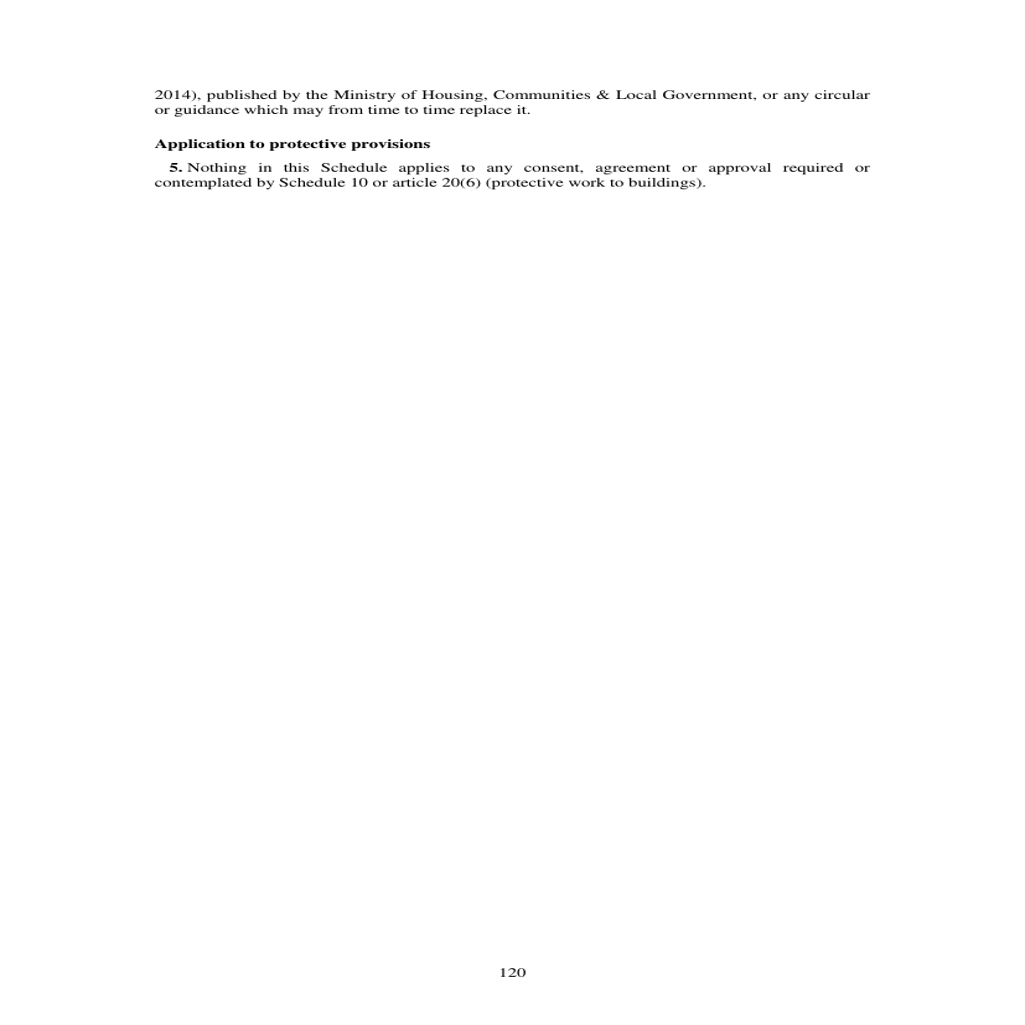 2014), published by the Ministry of Housing, Communities & Local Government, or any circular
or guidance which may from time to time replace it.
Application to protective provisions
5. Nothing in this Schedule applies to any consent, agreement or approval required or
contemplated by Schedule 10 or article 20(6) (protective work to buildings).
120